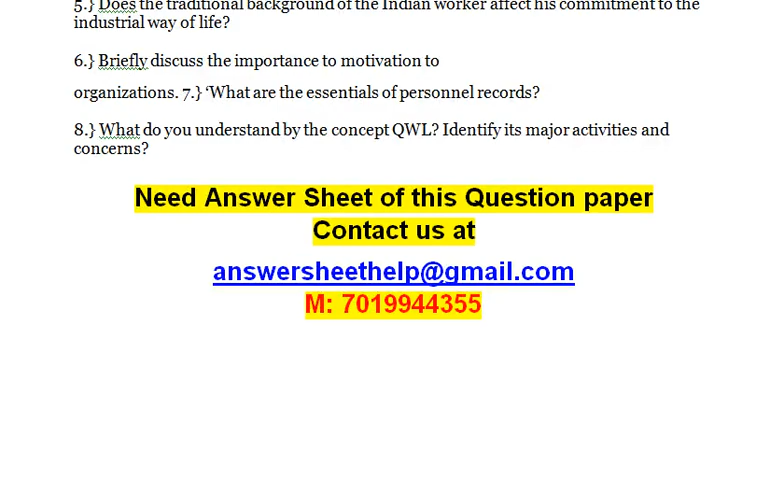 5.} Does the traditional background of the Indian worker affect his commitment to the
industrial way of life?
6.} Briefly discuss the importance to motivation to
organizations. 7.} ‘What are the essentials of personnel records?
8.} What do you understand by the concept QWL? Identify its major activities and
concerns?
Need Answer Sheet of this Question paper
Contact us at
answersheethelp@gmail.com
M: 7019944355